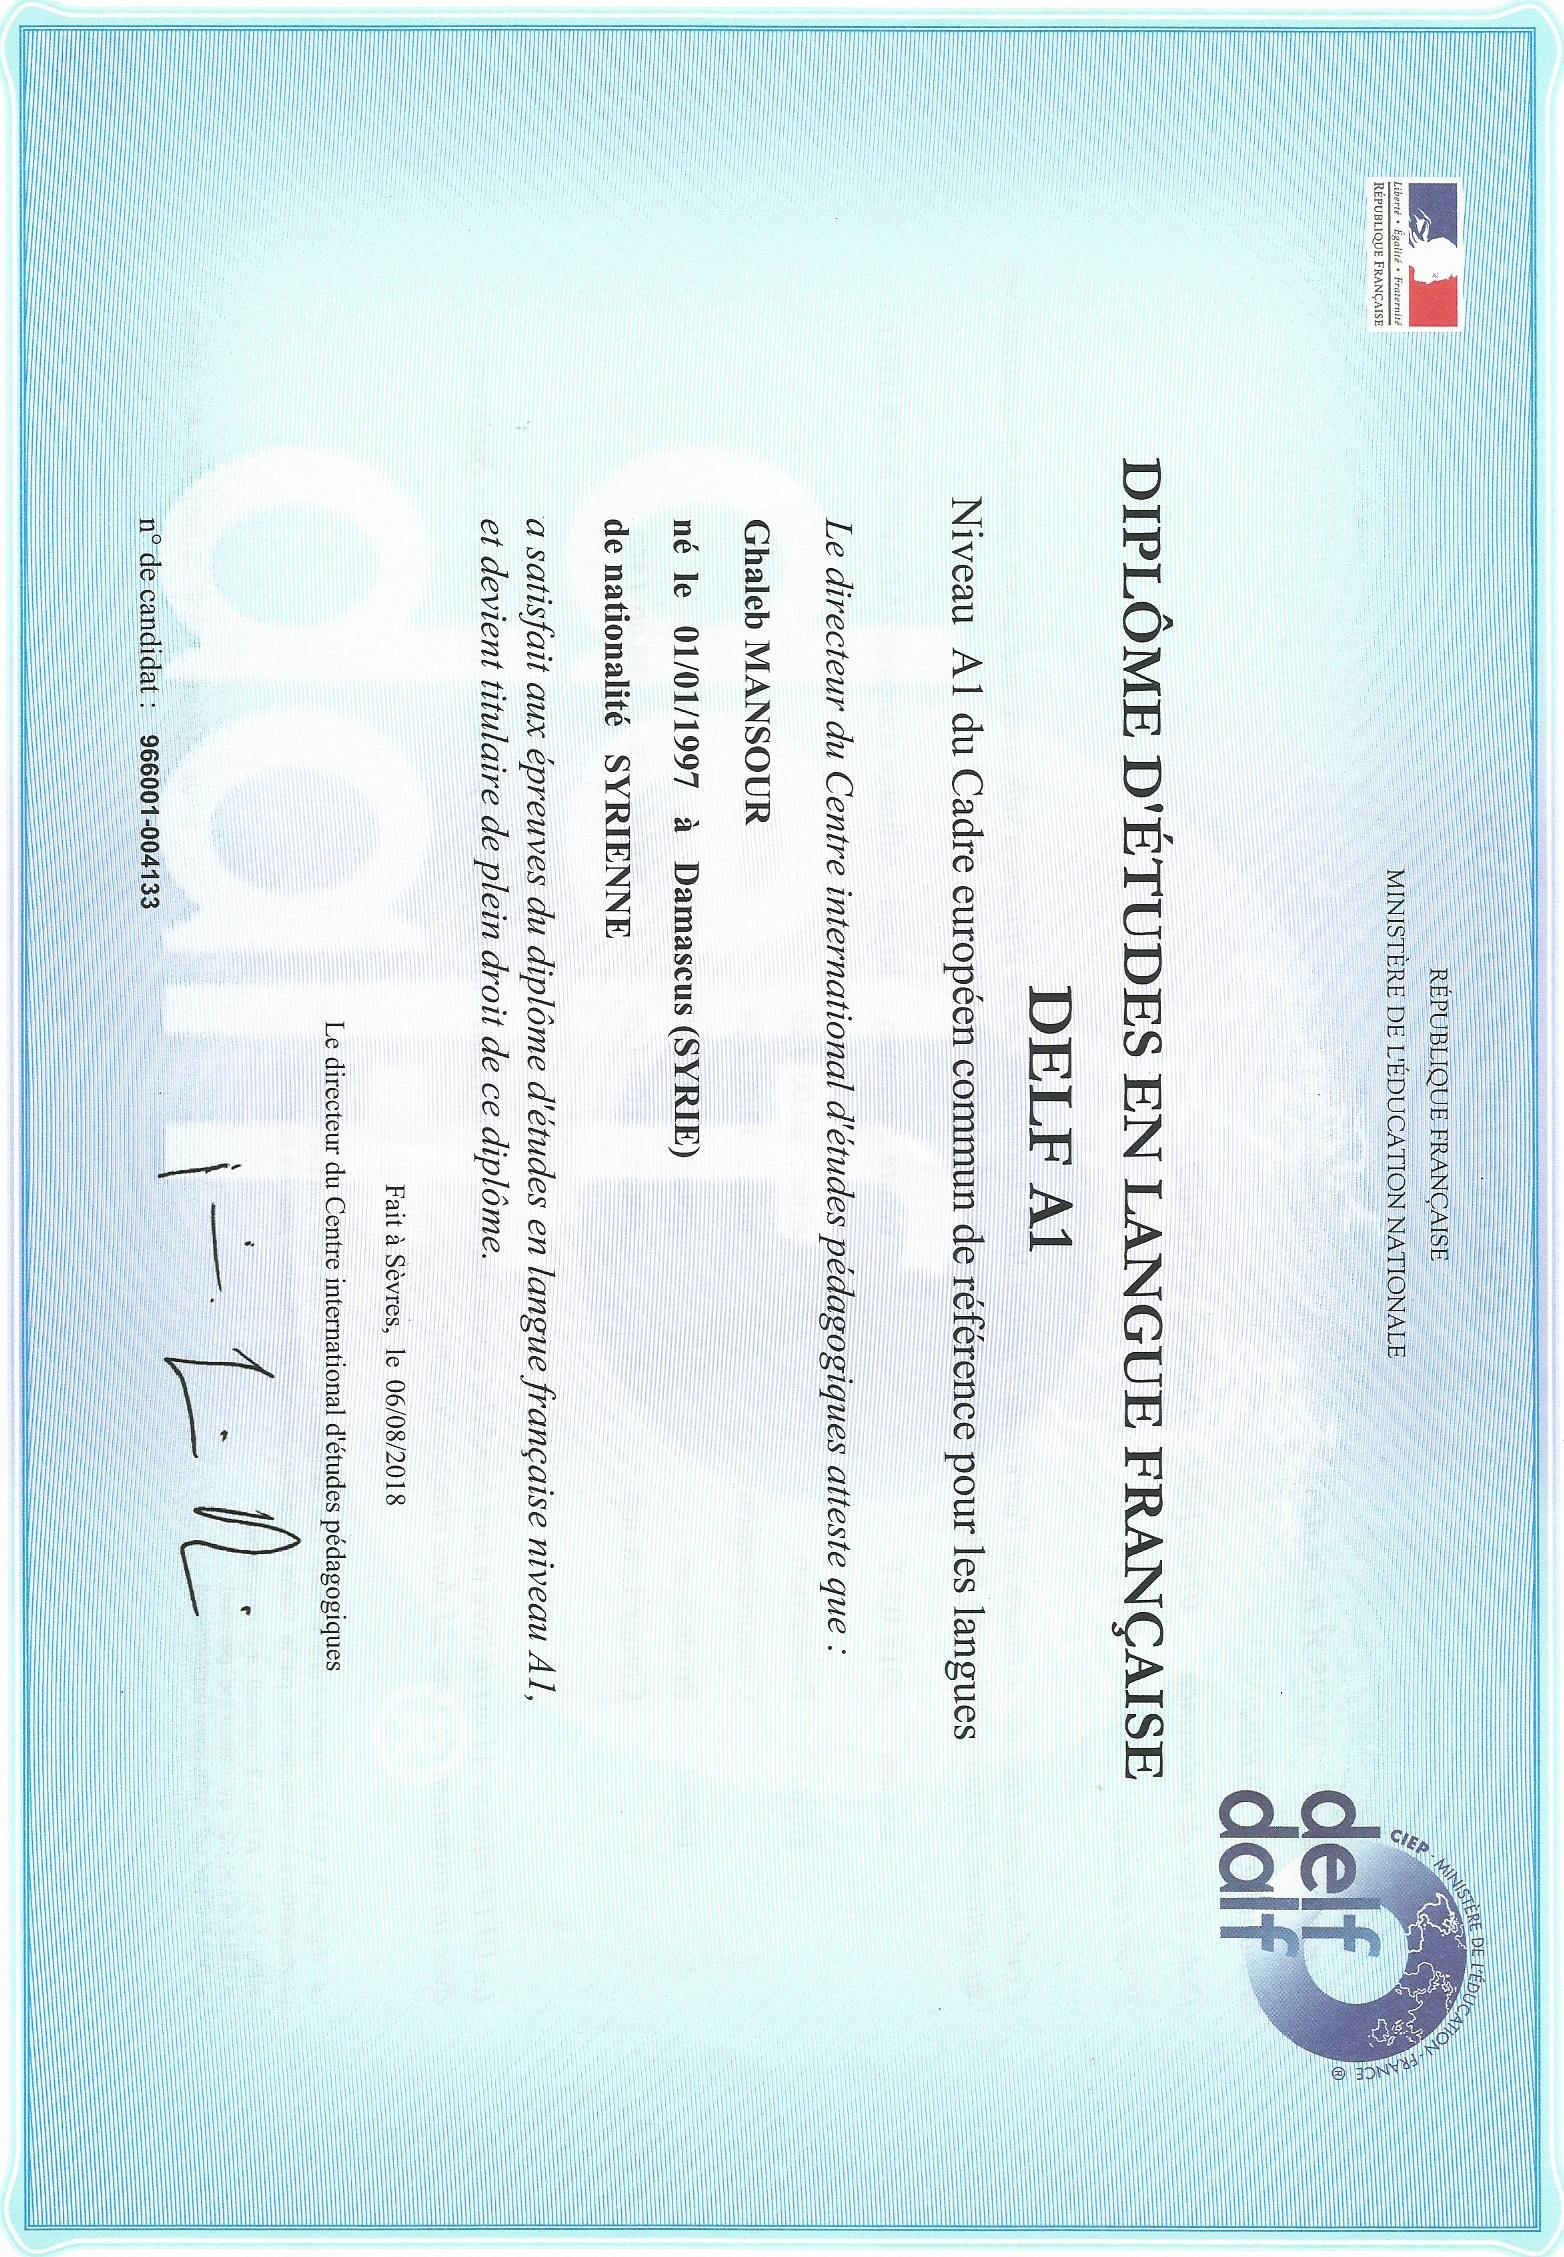 Liberté • Égalité • Fraternité
RÉPUBLIQUE FRANÇAISE
RÉPUBLIQUE FRANÇAISE
MINISTÈRE DE L'ÉDUCATION NATIONALE
CIEP - MINISTÈRE DE L'ÉDUCATION - FRANCE ®
delf
dalf
DIPLÔME D'ÉTUDES EN LANGUE FRANÇAISE
DELF A1
Niveau A1 du Cadre européen commun de référence pour les langues
Le directeur du Centre international d'études pédagogiques atteste que :
Ghaleb MANSOUR
né le 01/01/1997 à Damascus (SYRIE)
de nationalité SYRIENNE
a satisfait aux épreuves du diplôme d'études en langue française niveau A1,
et devient titulaire de plein droit de ce diplôme.
Fait à Sèvres, le 06/08/2018
Le directeur du Centre international d'études pédagogiques
n° de candidat : 966001-004133